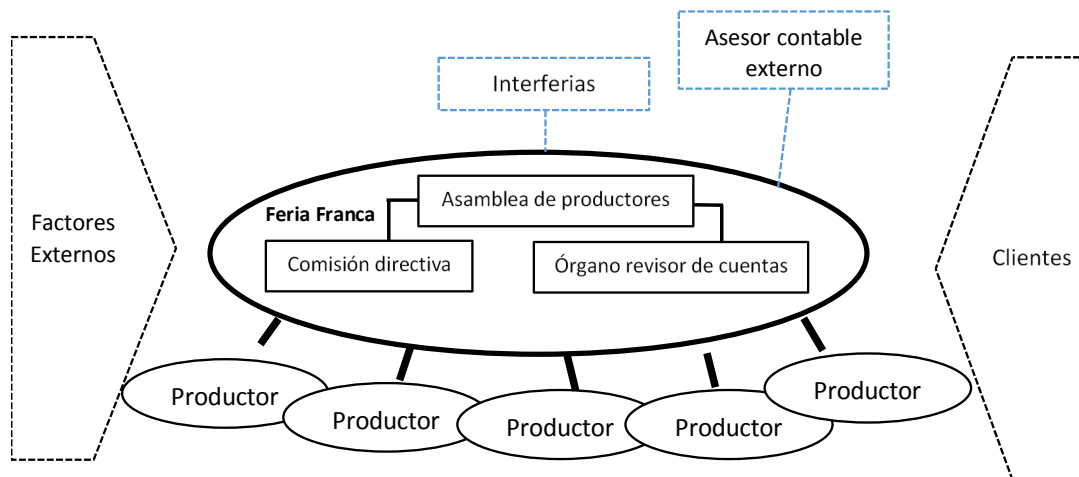 Asesor contable
externo
Interferias
Asamblea de productores
Feria Franca
Comisión directiva
Órgano revisor de cuentas
Factores
Externos
Clientes
Productor
Productor
Productor
Productor
Productor